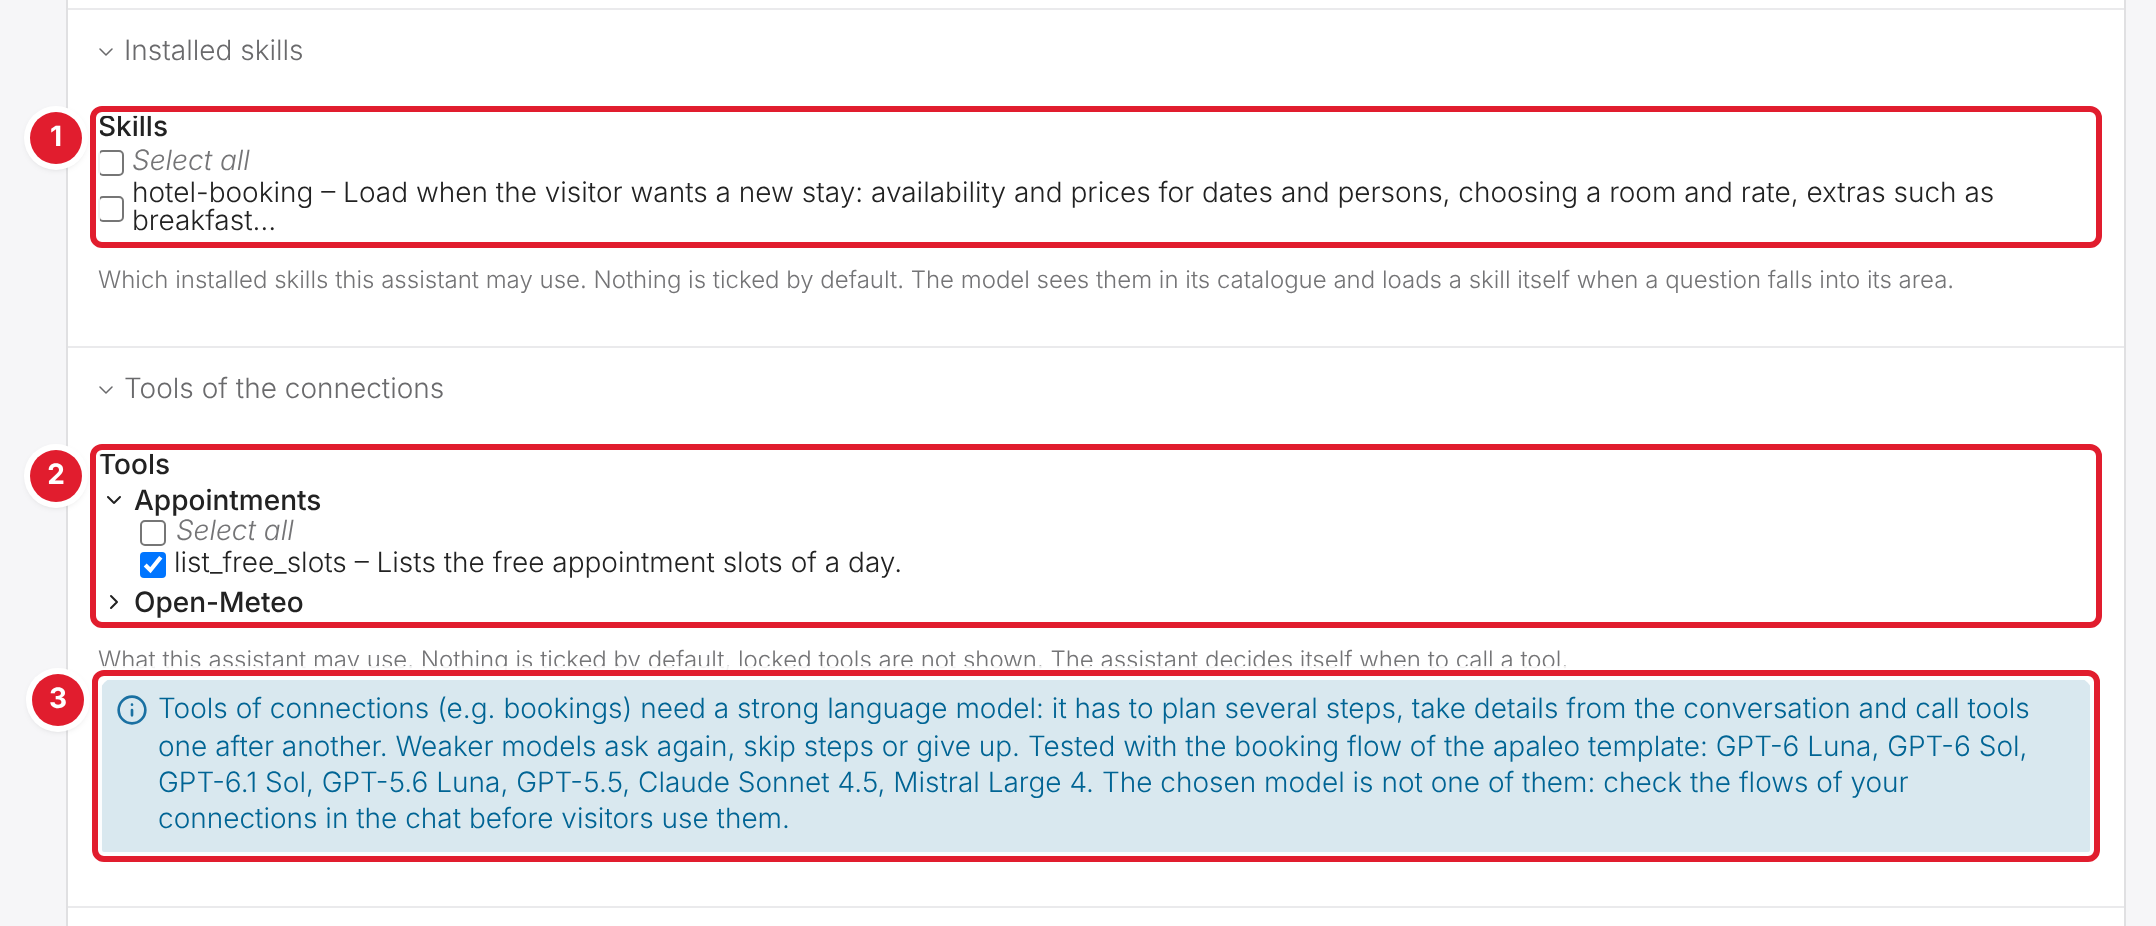 Installed skills
1
Skills
Select all
hotel-booking – Load when the visitor wants a new stay: availability and prices for dates and persons, choosing a room and rate, extras such as
breakfast...
Which installed skills this assistant may use. Nothing is ticked by default. The model sees them in its catalogue and loads a skill itself when a question falls into its area.
Tools of the connections
2
Tools
Appointments
Select all
list_free_slots – Lists the free appointment slots of a day.
Open-Meteo
What this assistant may use. Nothing is ticked by default, locked tools are not shown. The assistant decides itself when to call a tool.
3
Tools of connections (e.g. bookings) need a strong language model: it has to plan several steps, take details from the conversation and call tools
one after another. Weaker models ask again, skip steps or give up. Tested with the booking flow of the apaleo template: GPT-6 Luna, GPT-6 Sol,
GPT-6.1 Sol, GPT-5.6 Luna, GPT-5.5, Claude Sonnet 4.5, Mistral Large 4. The chosen model is not one of them: check the flows of your
connections in the chat before visitors use them.